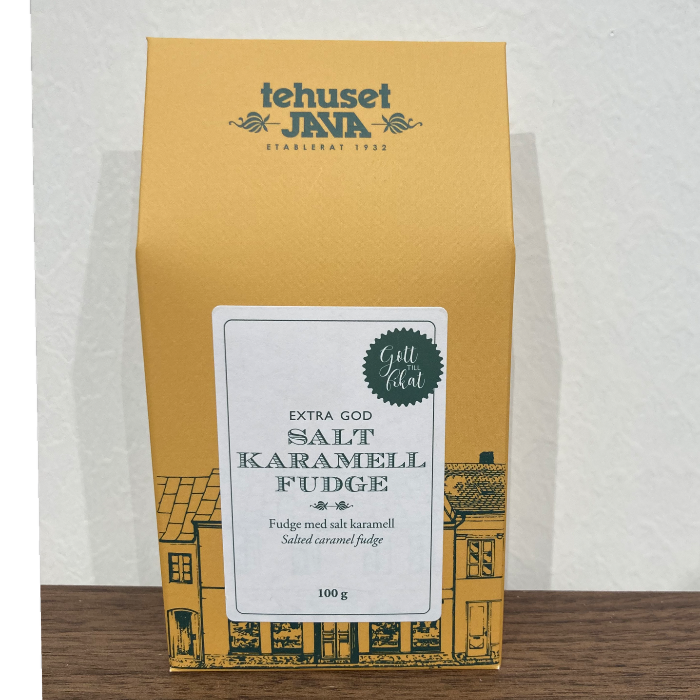 tehuset
JAVA
ETABLERAT 1932
Gott
TILL
fikat
EXTRA GOD
SALT
KARAMELL
FUDGE
Fudge med salt karamell
Salted caramel fudge
100 g